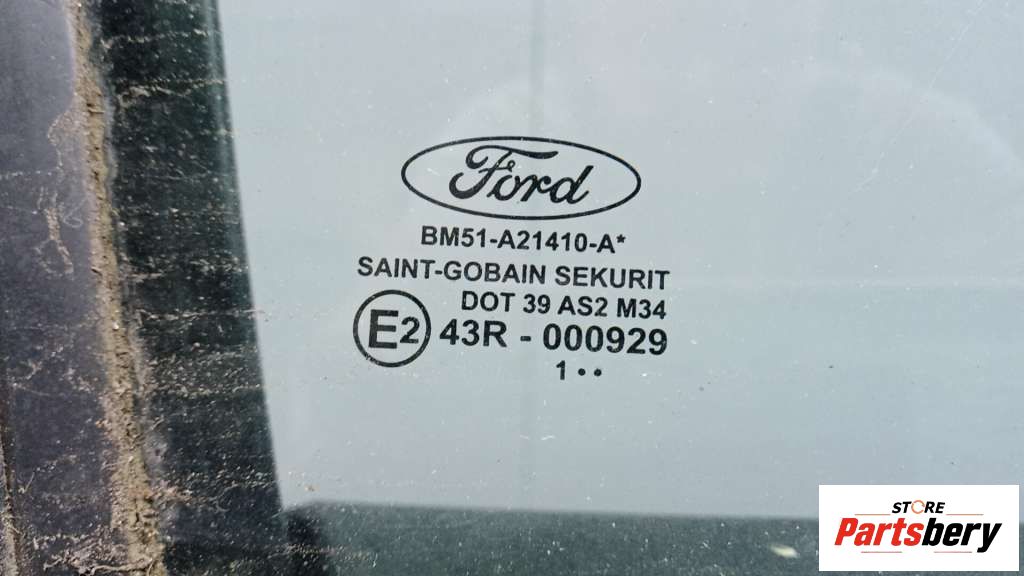 Ford
BM51-A21410-A*
SAINT-GOBAIN SEKURIT
DOT 39 AS2 M34
E2 43R - 000929
1 • •
STORE
Partsbery